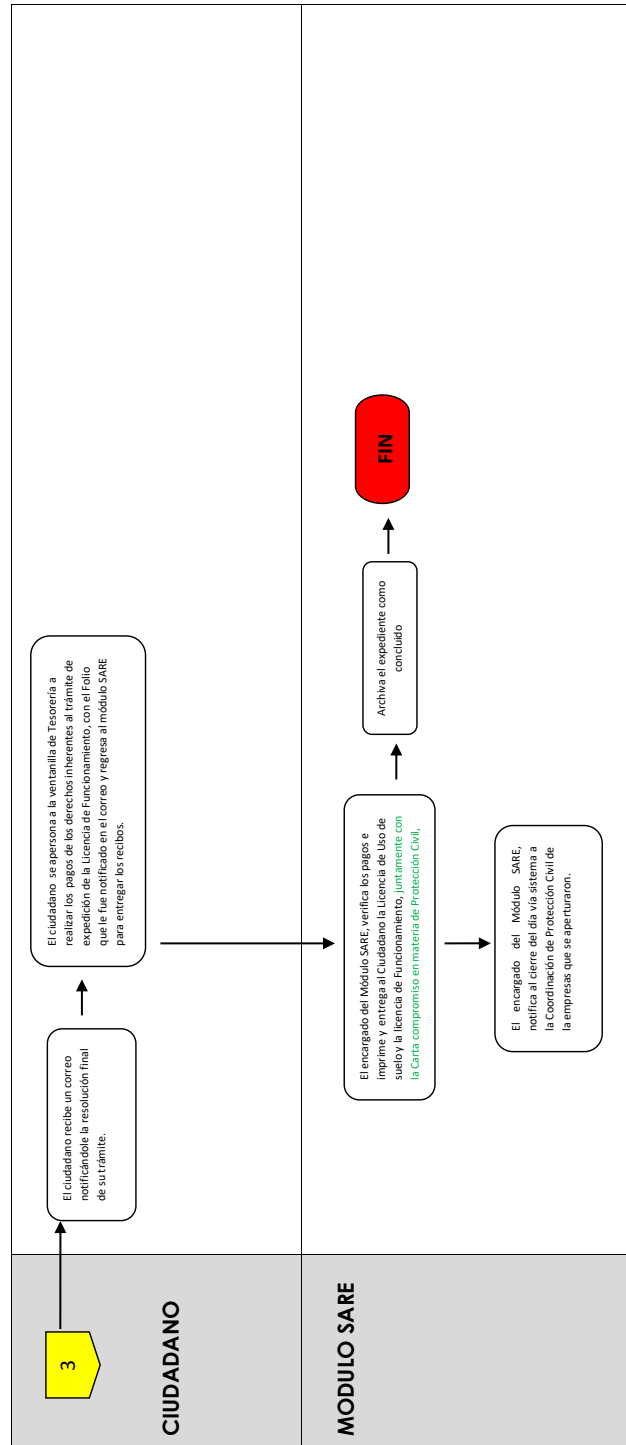 3
CIUDADANO
El ciudadano recibe un correo
notificándole la resolución final
de su trámite.
El ciudadano se apersona a la ventanilla de Tesorería a
realizar los pagos de los derechos inherentes al trámite de
expedición de la Licencia de Funcionamiento, con el Folio
que le fue notificado en el correo y regresa al módulo SARE
para entregar los recibos.
MODULO SARE
El encargado del Módulo SARE, verifica los pagos e
imprime y entrega al Ciudadano la Licencia de Uso de
suelo y la licencia de Funcionamiento, juntamente con
la Carta compromiso en materia de Protección Civil,
Archiva el expediente como
concluido
FIN
El encargado del Módulo SARE,
notifica al cierre del día vía sistema a
la Coordinación de Protección Civil de
la empresas que se aperturaron.